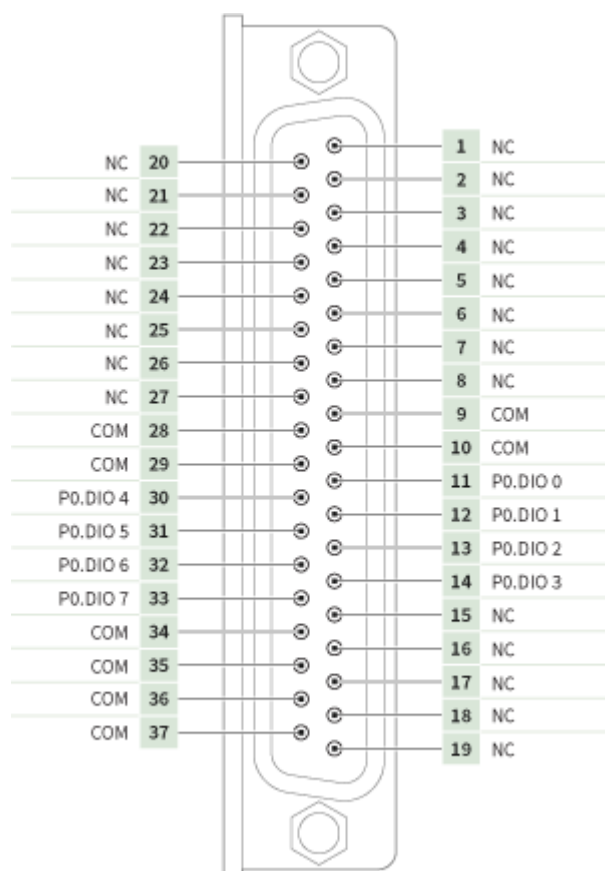 1 NC
NC 20
2 NC
NC 21
3 NC
NC 22
4 NC
NC 23
5 NC
NC 24
6 NC
NC 25
7 NC
NC 26
8 NC
NC 27
9 COM
COM 28
10 COM
COM 29
11 P0.DIO 0
P0.DIO 4 30
12 P0.DIO 1
P0.DIO 5 31
13 P0.DIO 2
P0.DIO 6 32
14 P0.DIO 3
P0.DIO 7 33
15 NC
COM 34
16 NC
COM 35
17 NC
COM 36
18 NC
COM 37
19 NC